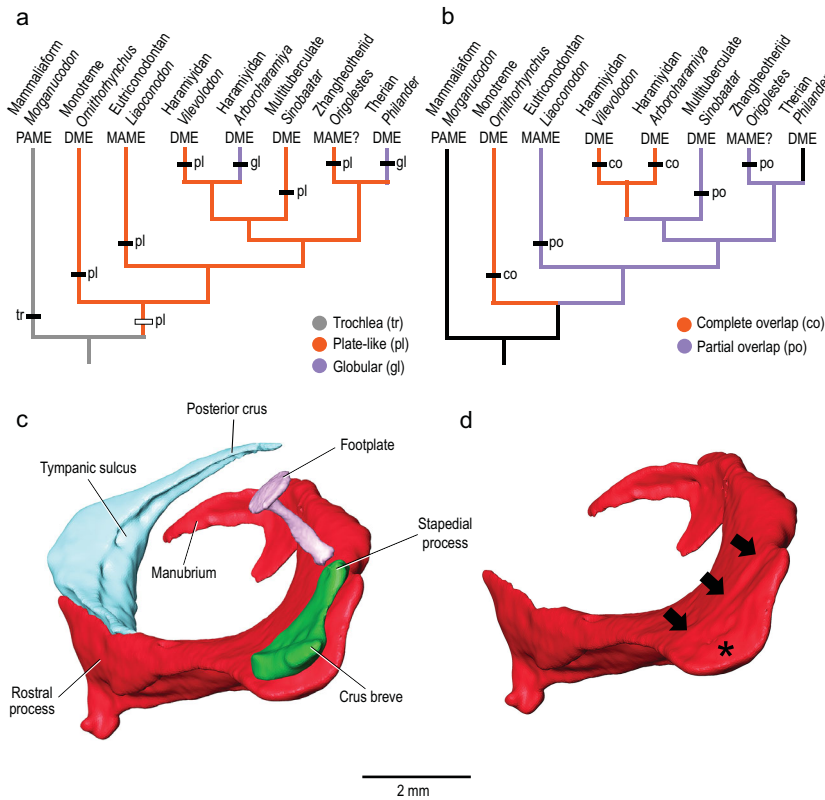 a
Mammaliaform
Morganucodon
Monotreme
Ornithorhynchus
Eutriconodontan
Liaoconodon
Haramiyidan
Vilevolodon
Haramiyidan
Arboroharamiya
Multituberculate
Sinobaatar
Zhangheotheriid
Origolestes
Therian
Philander
PAME DME MAME DME DME DME MAME? DME
pl gl pl gl
pl
pl
pl
tr pl
Trochlea (tr)
Plate-like (pl)
Globular (gl)
b
Mammaliaform
Morganucodon
Monotreme
Ornithorhynchus
Eutriconodontan
Liaoconodon
Haramiyidan
Vilevolodon
Haramiyidan
Arboroharamiya
Multituberculate
Sinobaatar
Zhangheotheriid
Origolestes
Therian
Philander
PAME DME MAME DME DME DME MAME? DME
co co po
po
po
co
Complete overlap (co)
Partial overlap (po)
c
Posterior crus
Footplate
Tympanic sulcus
Stapedial
process
Manubrium
Rostral
process
Crus breve
2 mm
d
*